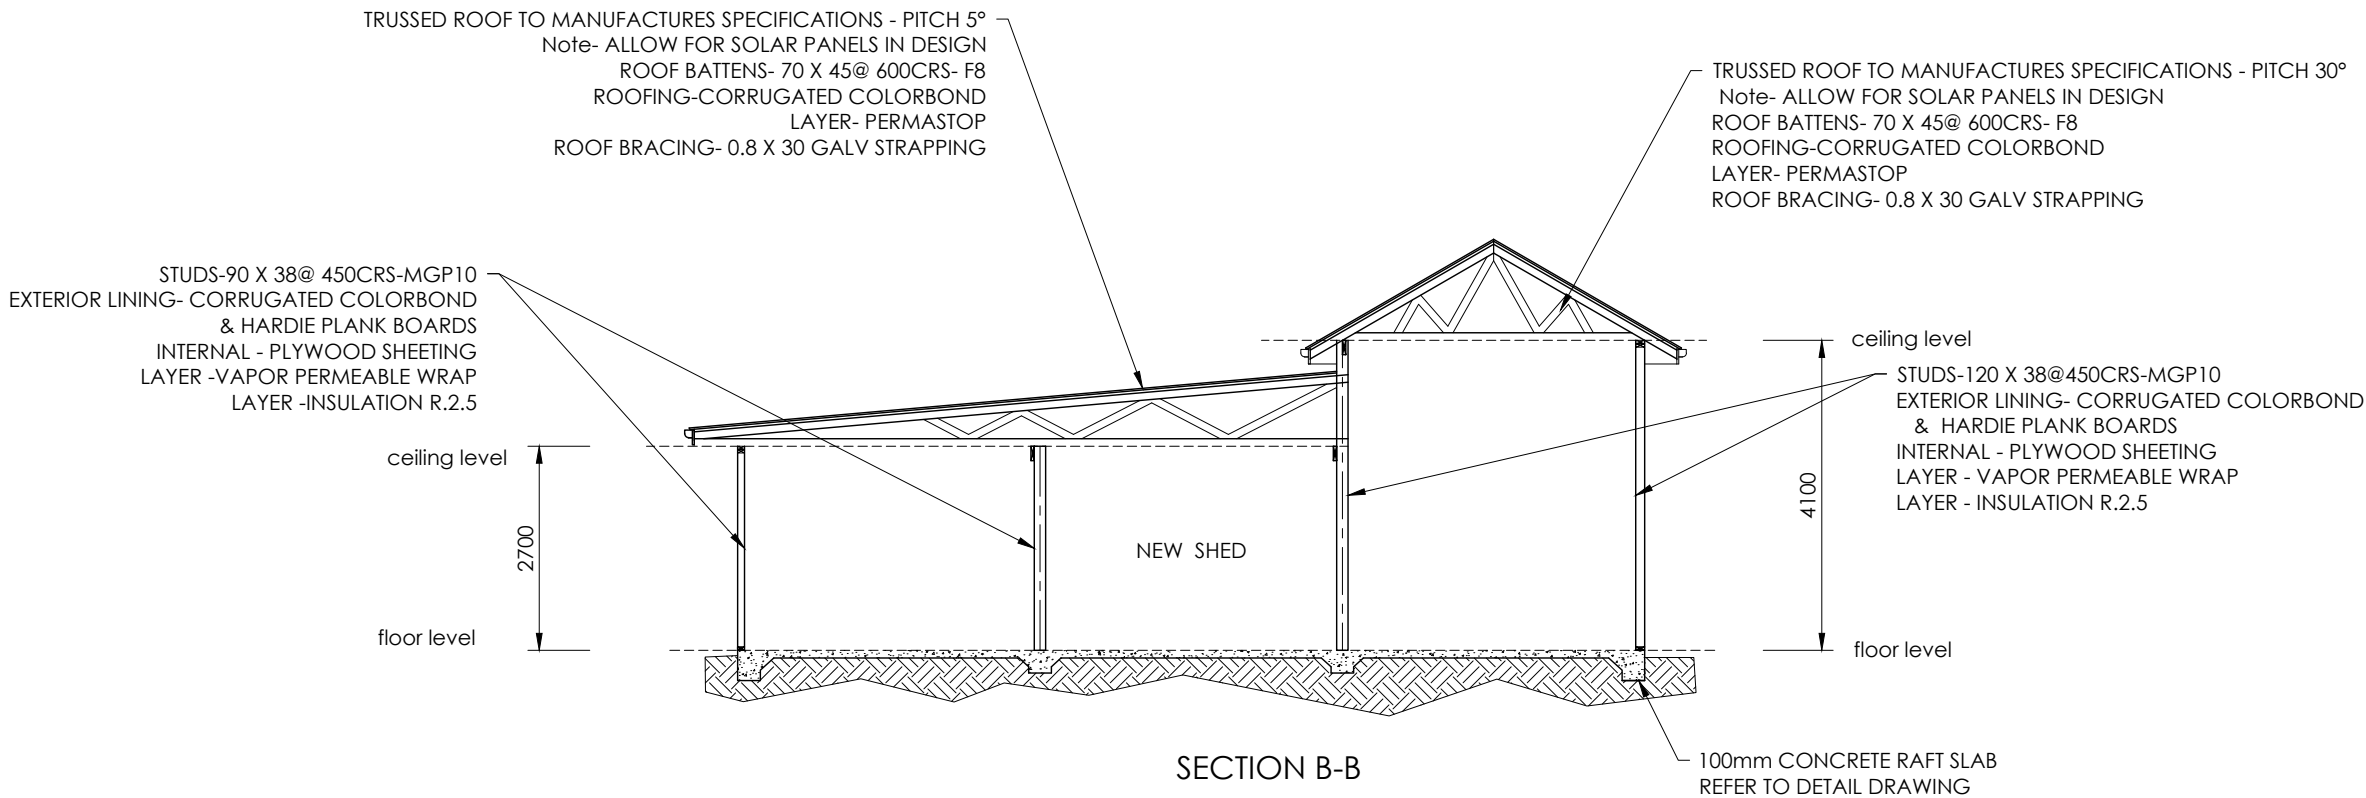 TRUSSED ROOF TO MANUFACTURES SPECIFICATIONS - PITCH 5°
Note- ALLOW FOR SOLAR PANELS IN DESIGN
ROOF BATTENS- 70 X 45@ 600CRS- F8
ROOFING-CORRUGATED COLORBOND
LAYER- PERMASTOP
ROOF BRACING- 0.8 X 30 GALV STRAPPING
TRUSSED ROOF TO MANUFACTURES SPECIFICATIONS - PITCH 30°
Note- ALLOW FOR SOLAR PANELS IN DESIGN
ROOF BATTENS- 70 X 45@ 600CRS- F8
ROOFING-CORRUGATED COLORBOND
LAYER- PERMASTOP
ROOF BRACING- 0.8 X 30 GALV STRAPPING
STUDS-90 X 38@ 450CRS-MGP10
EXTERIOR LINING- CORRUGATED COLORBOND
& HARDIE PLANK BOARDS
INTERNAL - PLYWOOD SHEETING
LAYER -VAPOR PERMEABLE WRAP
LAYER -INSULATION R.2.5
ceiling level
2700
floor level
NEW SHED
ceiling level
STUDS-120 X 38@450CRS-MGP10
EXTERIOR LINING- CORRUGATED COLORBOND
& HARDIE PLANK BOARDS
INTERNAL - PLYWOOD SHEETING
LAYER - VAPOR PERMEABLE WRAP
LAYER - INSULATION R.2.5
4100
floor level
100mm CONCRETE RAFT SLAB
REFER TO DETAIL DRAWING
SECTION B-B